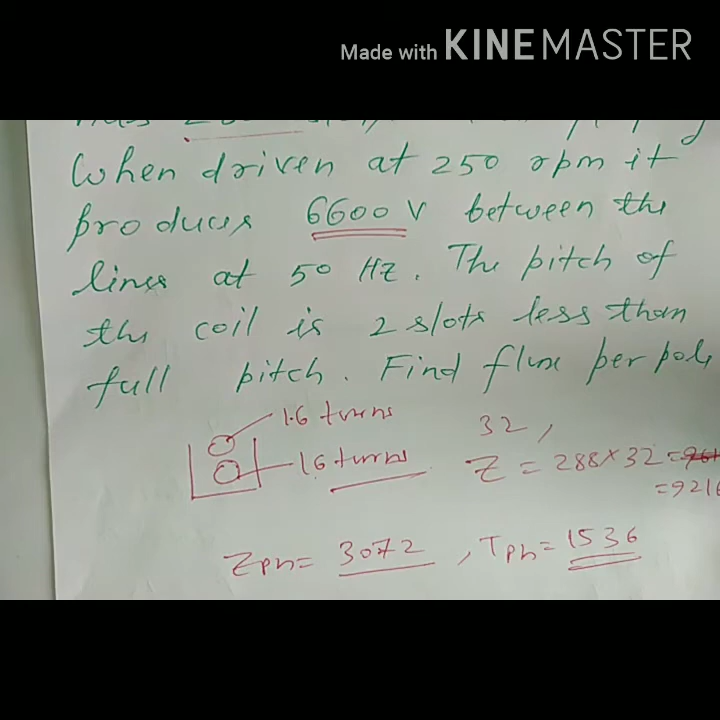 Made with KINEMASTER
When driven at 250 rpm it
produces 6600 V between the
lines at 50 Hz. The pitch of
the coil is 2 slots less than
full pitch. Find flux per pole
16 turns
32,
16 turns
Z = 288×32 =
=9216
Zph= 3072, Tph= 1536